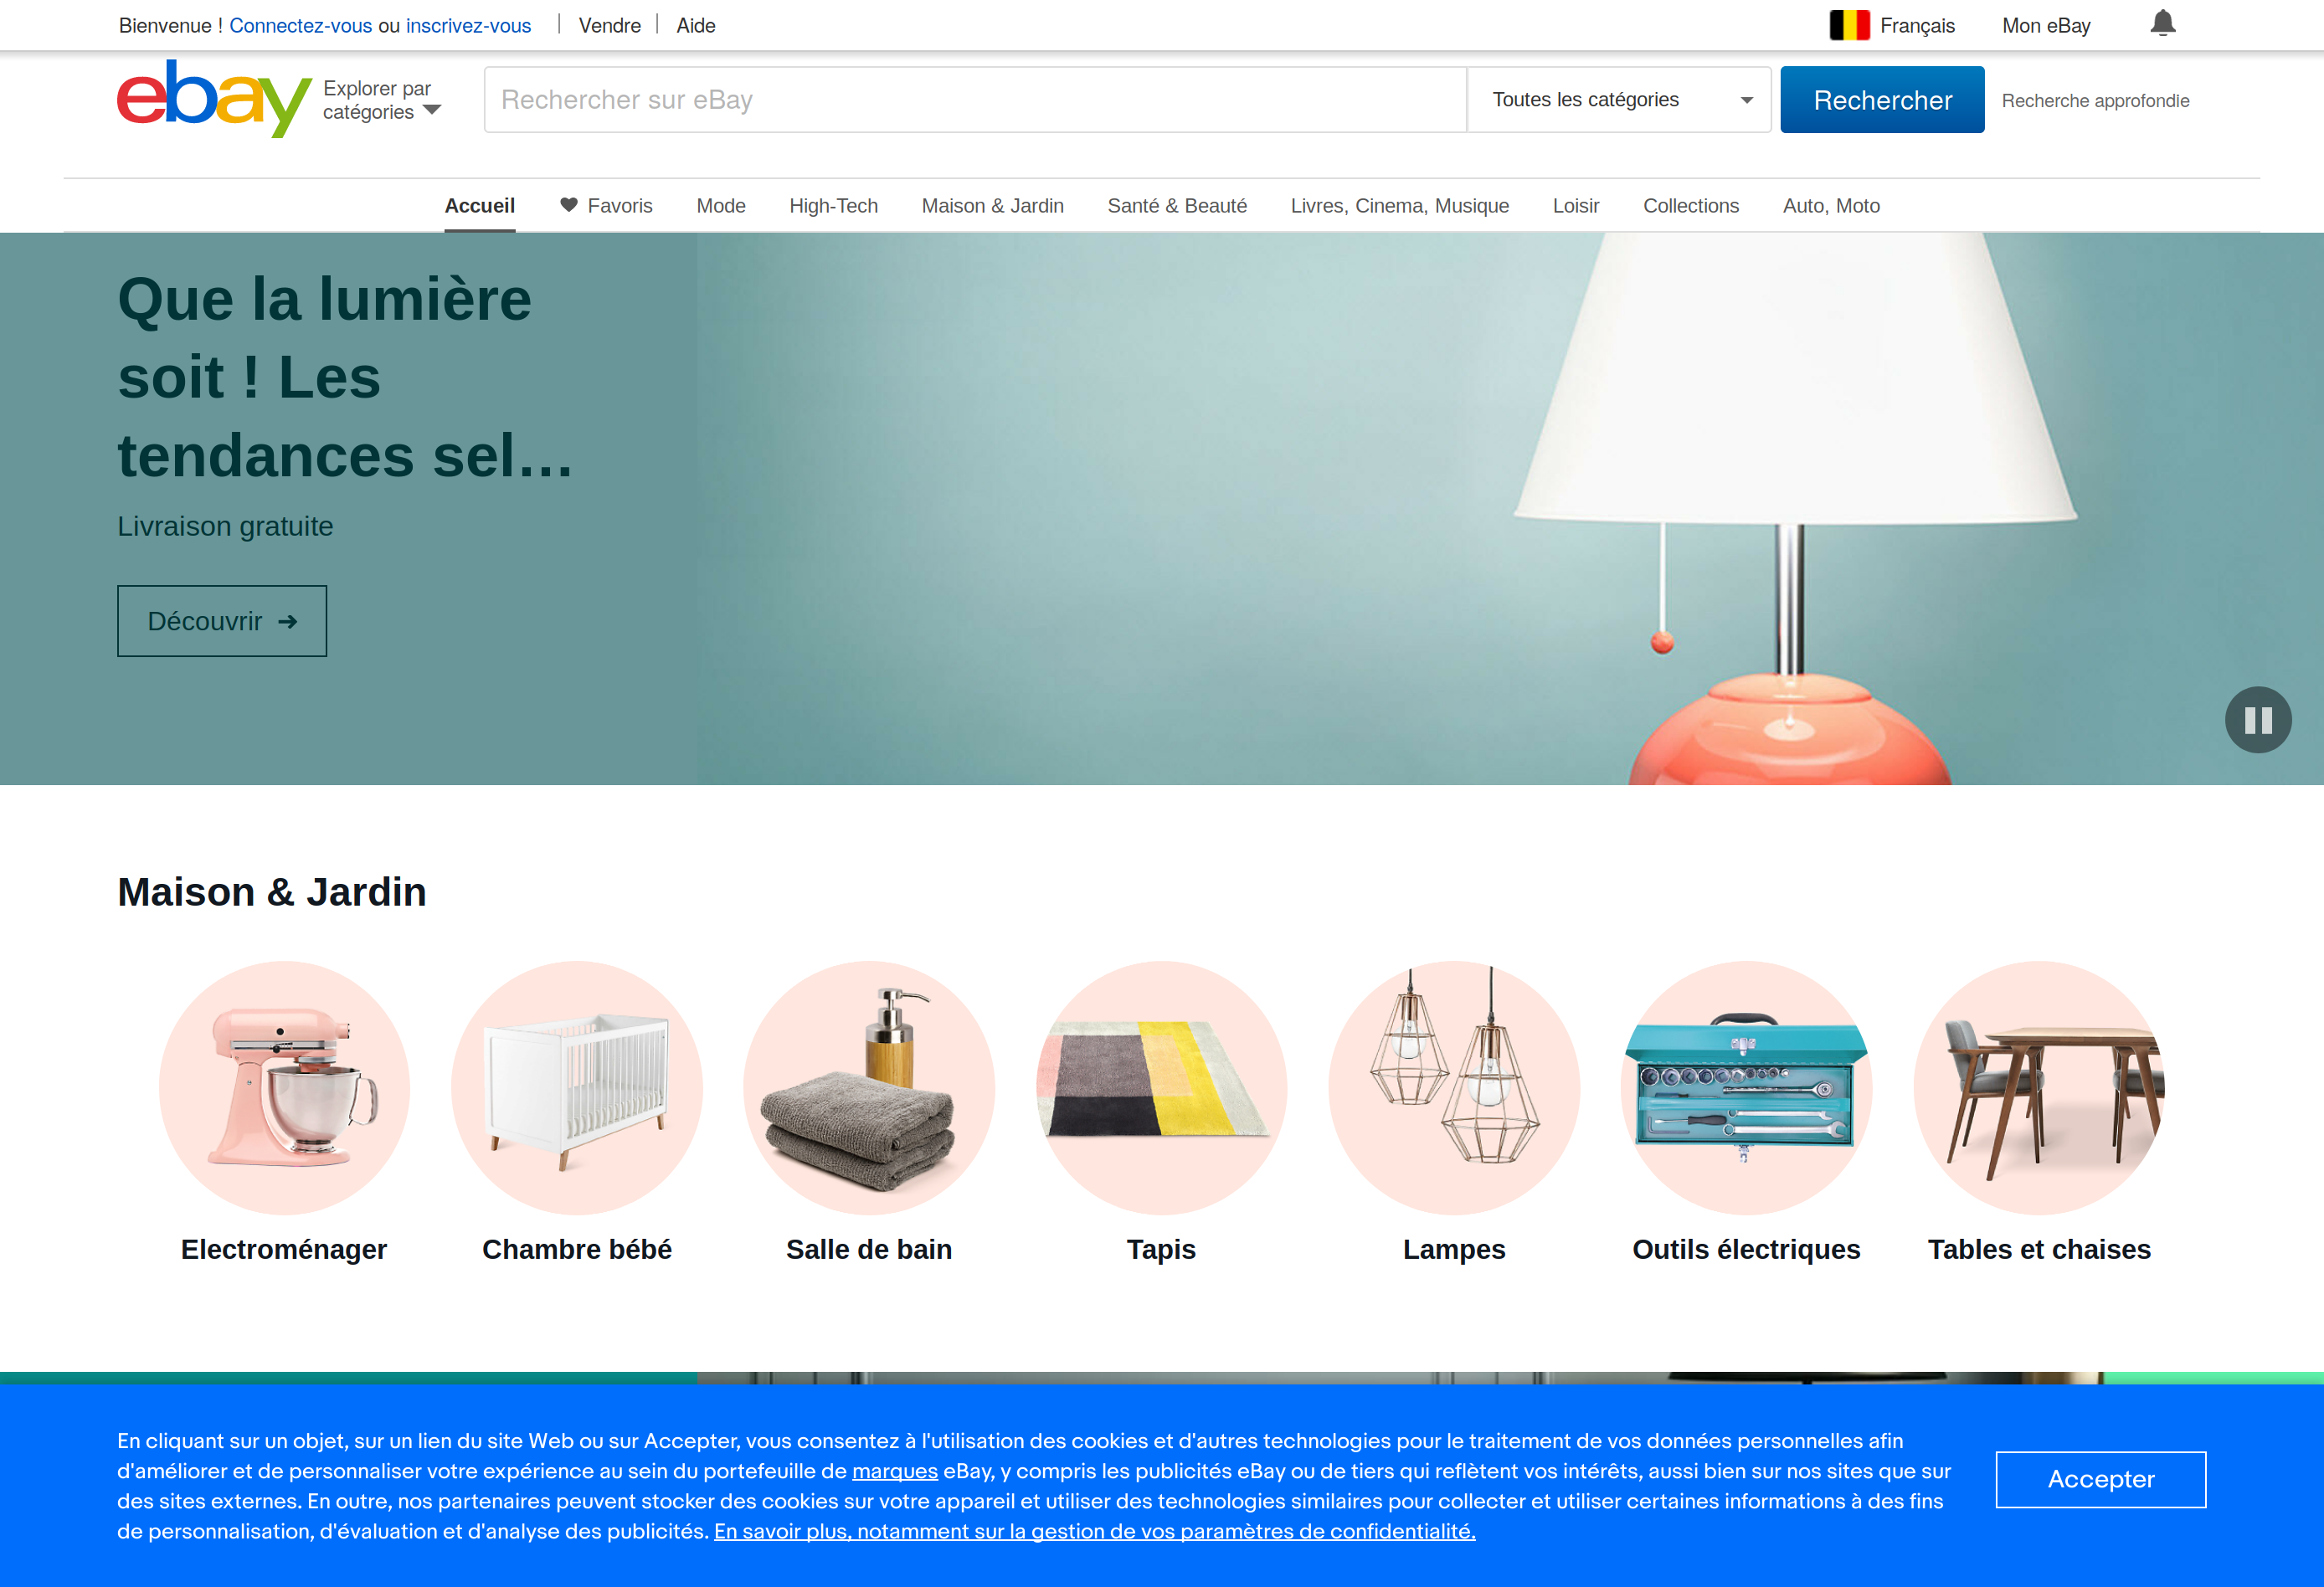 Bienvenue ! Connectez-vous ou inscrivez-vous | Vendre | Aide
Français
Mon eBay
ebay
Explorer par
catégories
Rechercher sur eBay
Toutes les catégories
Rechercher
Recherche approfondie
Accueil
Favoris
Mode
High-Tech
Maison & Jardin
Santé & Beauté
Livres, Cinema, Musique
Loisir
Collections
Auto, Moto
Que la lumière
soit ! Les
tendances sel...
Livraison gratuite
Découvrir
Maison & Jardin
Electroménager
Chambre bébé
Salle de bain
Tapis
Lampes
Outils électriques
Tables et chaises
En cliquant sur un objet, sur un lien du site Web ou sur Accepter, vous consentez à l'utilisation des cookies et d'autres technologies pour le traitement de vos données personnelles afin
d'améliorer et de personnaliser votre expérience au sein du portefeuille de marques eBay, y compris les publicités eBay ou de tiers qui reflètent vos intérêts, aussi bien sur nos sites que sur
des sites externes. En outre, nos partenaires peuvent stocker des cookies sur votre appareil et utiliser des technologies similaires pour collecter et utiliser certaines informations à des fins
de personnalisation, d'évaluation et d'analyse des publicités. En savoir plus, notamment sur la gestion de vos paramètres de confidentialité.
Accepter